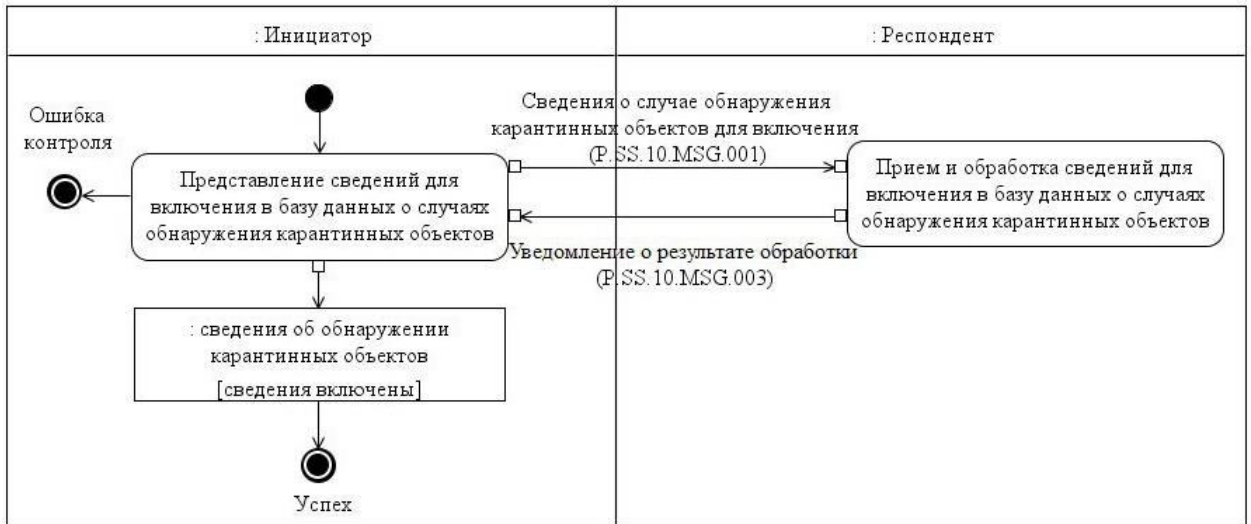 : Инициатор
: Респондент
Ошибка
контроля
Сведения о случае обнаружения
карантинных объектов для включения
(P.SS.10.MSG.001)
Представление сведений для
включения в базу данных о случаях
обнаружения карантинных объектов
Прием и обработка сведений для
включения в базу данных о случаях
обнаружения карантинных объектов
Уведомление о результате обработки
(P.SS.10.MSG.003)
: сведения об обнаружении
карантинных объектов
[сведения включены]
Успех